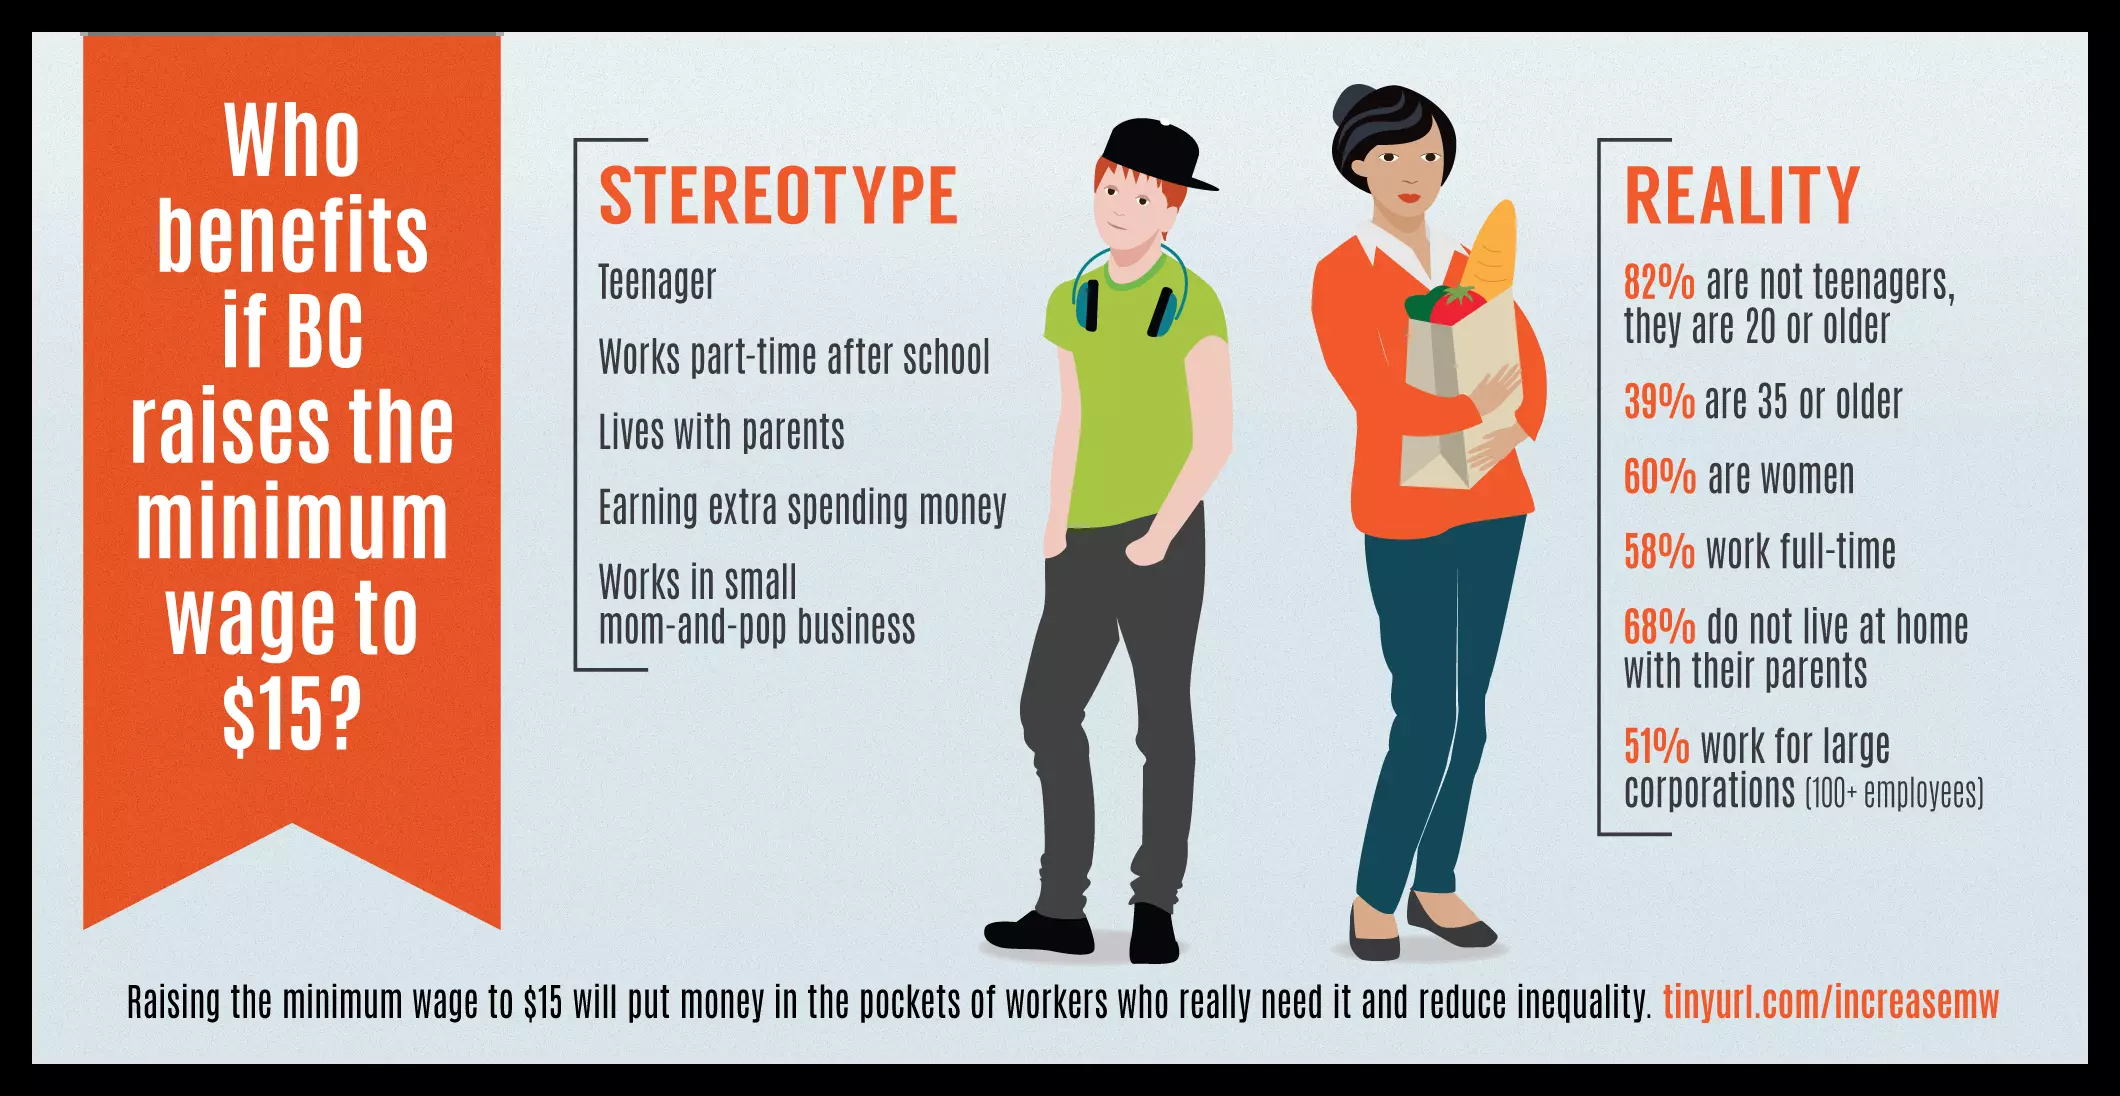 Who
benefits
if BC
raises the
minimum
wage to
$15?
STEREOTYPE
Teenager
Works part-time after school
Lives with parents
Earning extra spending money
Works in small
mom-and-pop business
REALITY
82% are not teenagers,
they are 20 or older
39% are 35 or older
60% are women
58% work full-time
68% do not live at home
with their parents
51% work for large
corporations (100+ employees)
Raising the minimum wage to $15 will put money in the pockets of workers who really need it and reduce inequality. tinyurl.com/increasemw